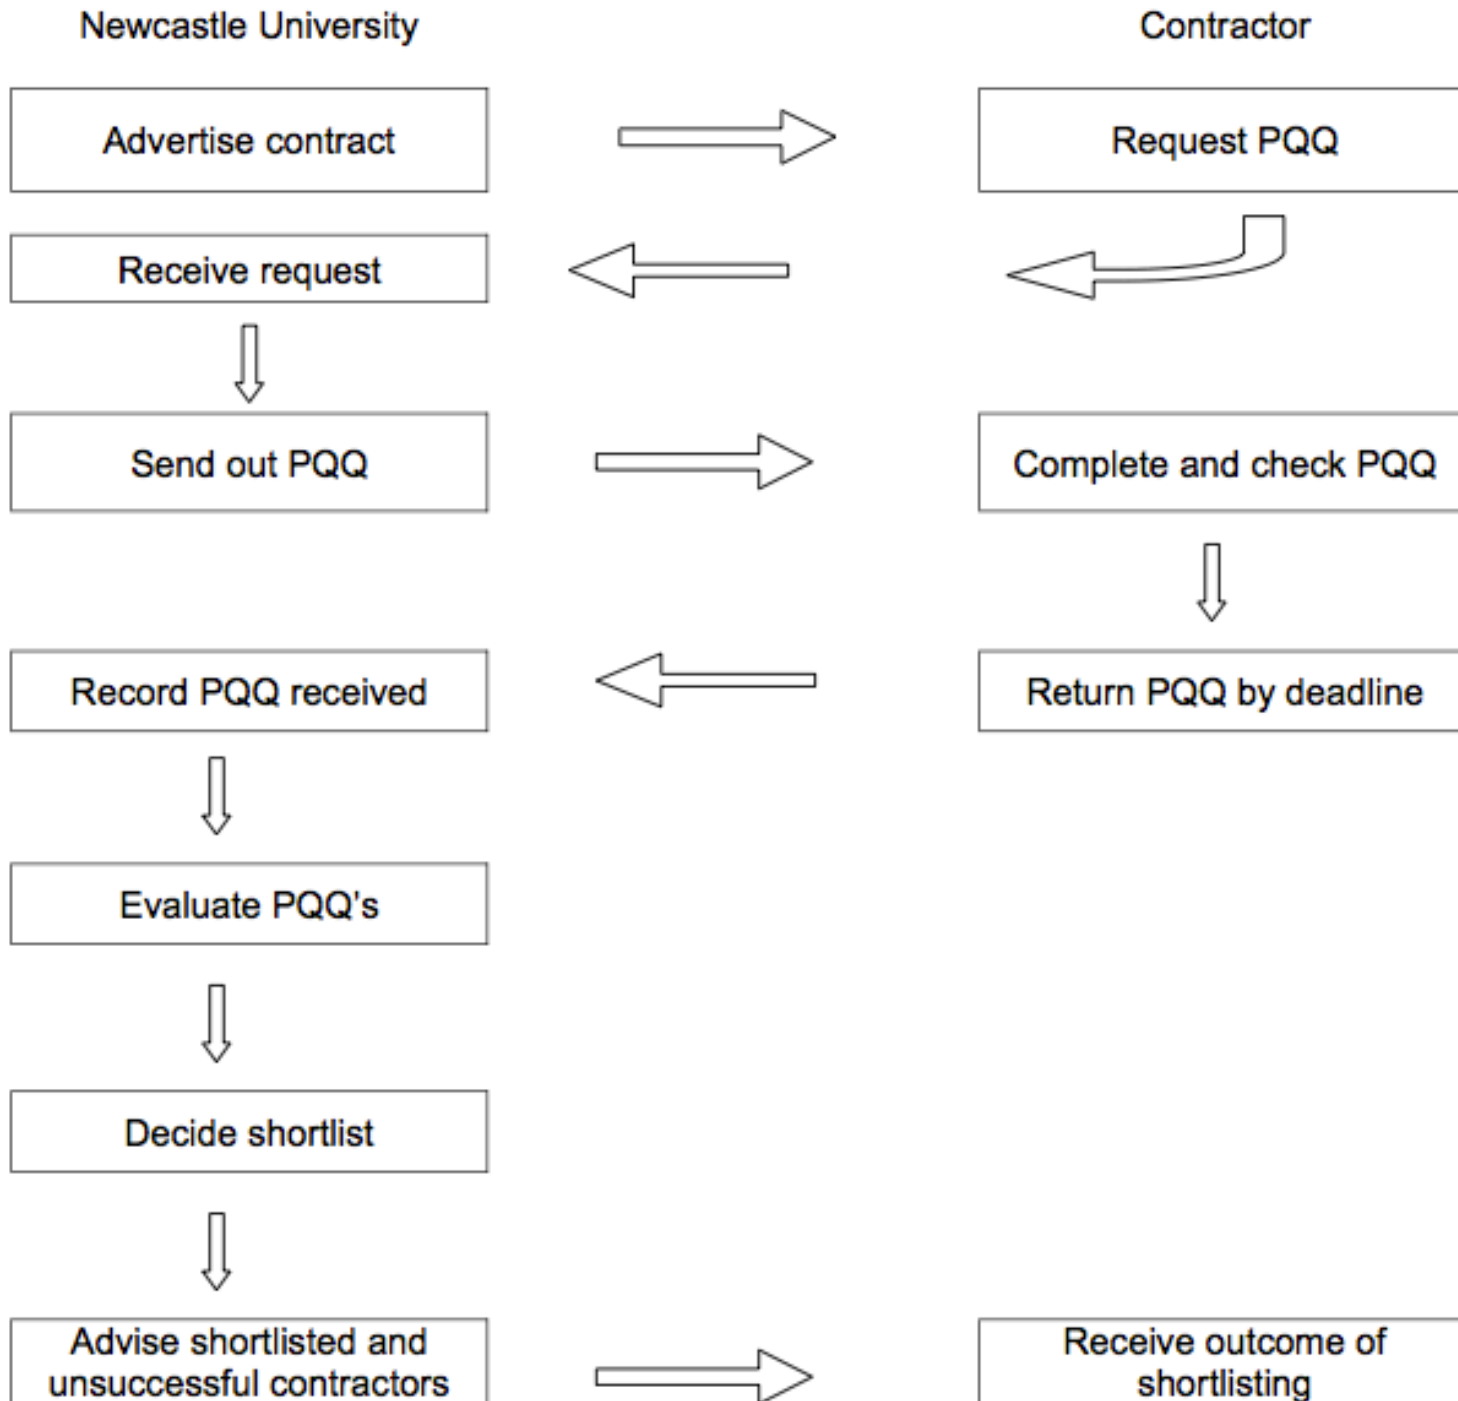 Newcastle University
Contractor
Advertise contract
Request PQQ
Receive request
Send out PQQ
Complete and check PQQ
Record PQQ received
Return PQQ by deadline
Evaluate PQQ's
Decide shortlist
Advise shortlisted and
unsuccessful contractors
Receive outcome of
shortlisting